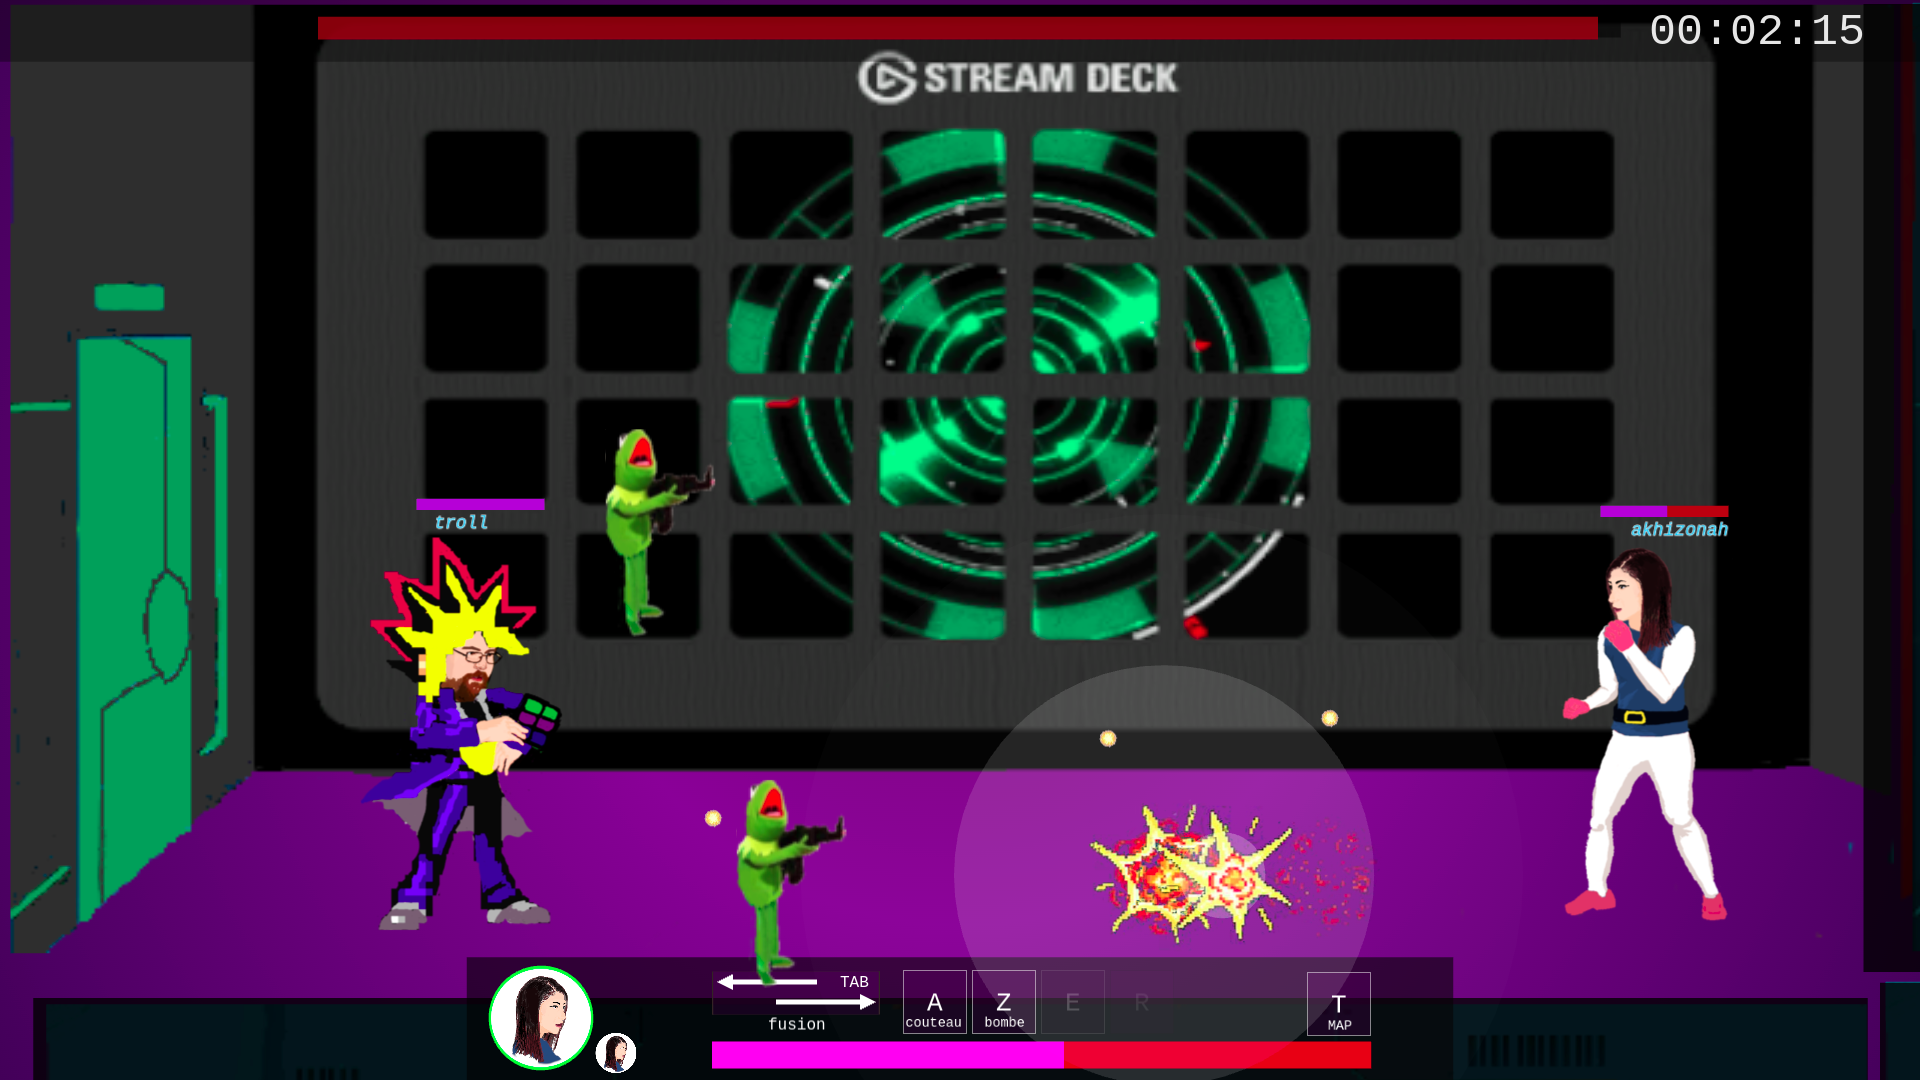 00:02:15
STREAM DECK
troll
akhizonah
TAB
fusion
A
couteau
Z
bombe
E
R
T
MAP